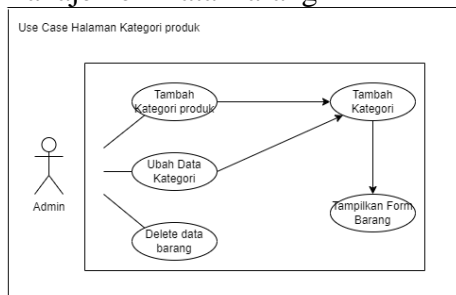 Use Case Halaman Kategori produk
Tambah
Kategori produk
Tambah
Kategori
Ubah Data
Kategori
Admin
Tampilkan Form
Barang
Delete data
barang